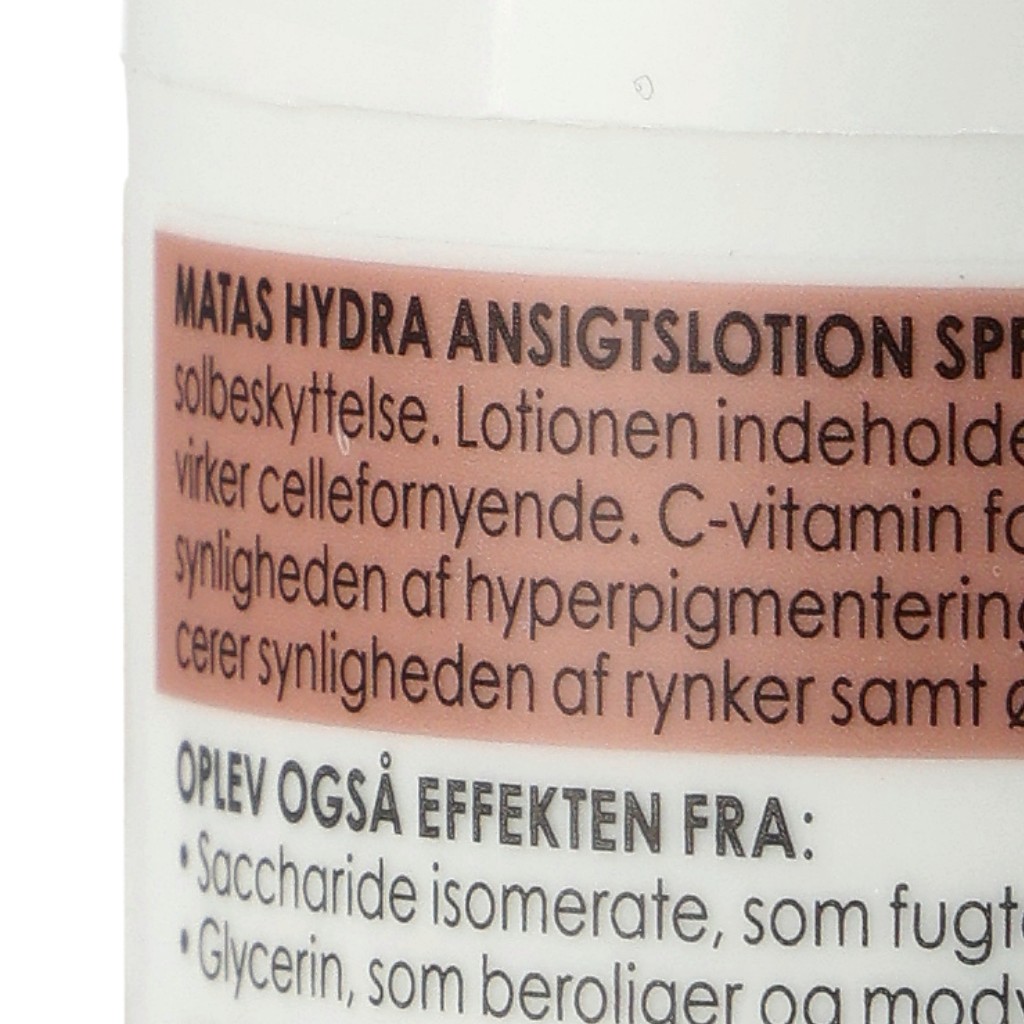 MATAS HYDRA ANSIGTSLOTION
solbeskyttelse. Lotionen
virker cellefornyende. C-vitamin
synligheden af hyperpigmentering
cerer synligheden af rynker samt
OPLEV OGSÅ EFFEKTEN FRA:
• Saccharide isomerate, som
• Glycerin, som beroliger og